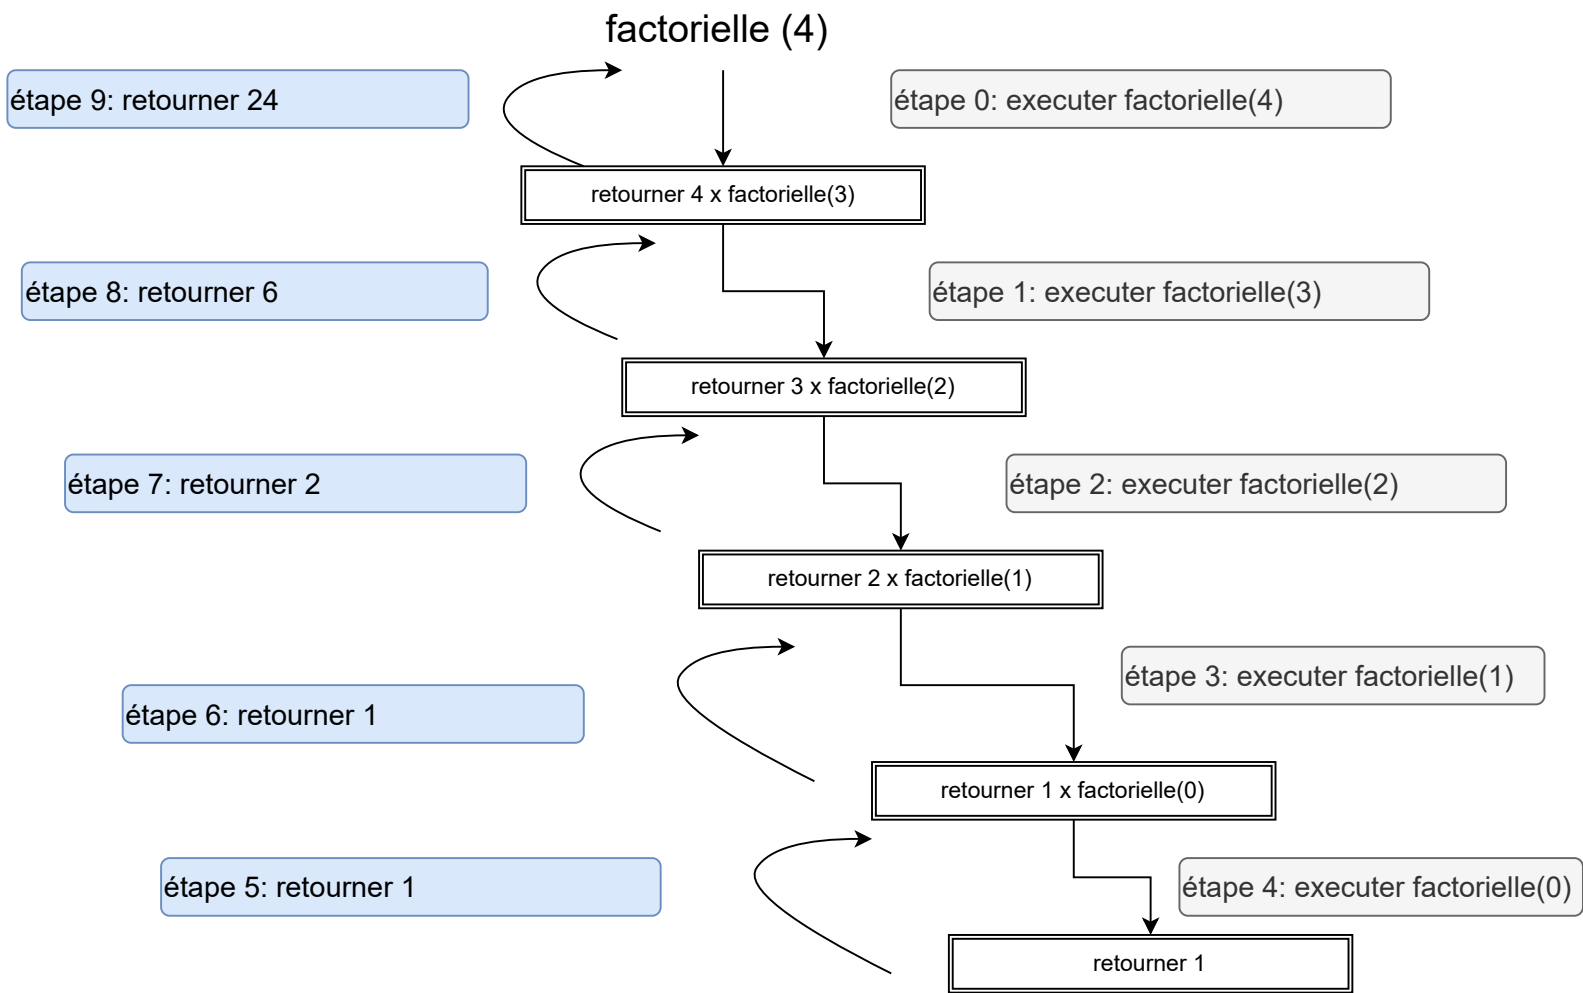 factorielle (4)
étape 9: retourner 24
étape 0: executer factorielle(4)
retourner 4 x factorielle(3)
étape 8: retourner 6
étape 1: executer factorielle(3)
retourner 3 x factorielle(2)
étape 7: retourner 2
étape 2: executer factorielle(2)
retourner 2 x factorielle(1)
étape 6: retourner 1
étape 3: executer factorielle(1)
retourner 1 x factorielle(0)
étape 5: retourner 1
étape 4: executer factorielle(0)
retourner 1